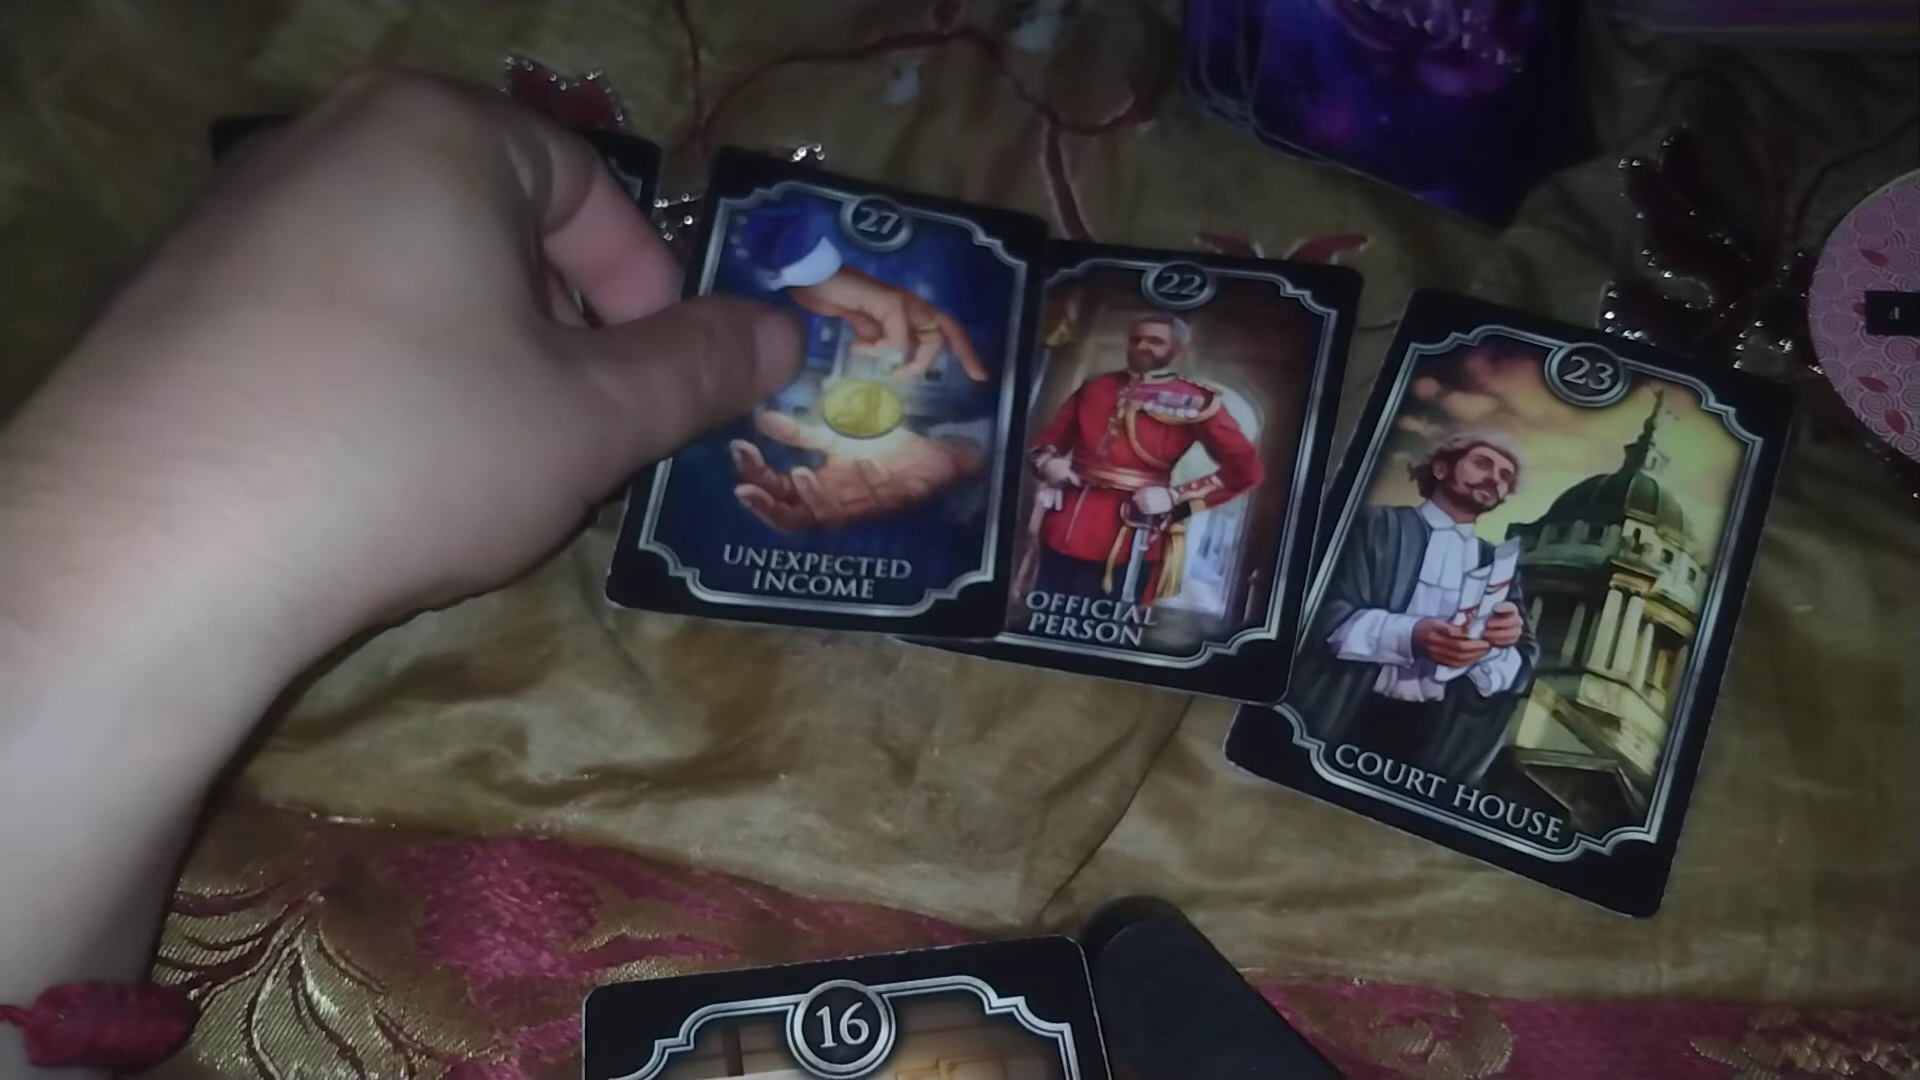 27
UNEXPECTED
INCOME
22
OFFICIAL
PERSON
23
COURT HOUSE
16